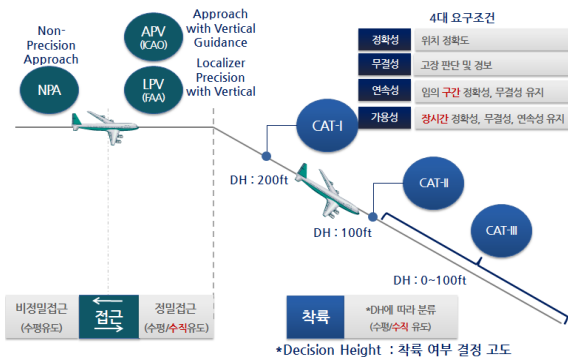 Non-
Precision
Approach
NPA
APV
(ICAO)
Approach
with Vertical
Guidance
LPV
(FAA)
Localizer
Precision
with Vertical
4대 요구조건
정확성 위치 정확도
무결성 고장 판단 및 경보
연속성 임의 구간 정확성, 무결성 유지
가용성 장시간 정확성, 무결성, 연속성 유지
CAT-I
DH : 200ft
CAT-II
DH : 100ft
CAT-III
DH : 0~100ft
비정밀접근
(수평유도)
접근
정밀접근
(수평/수직유도)
착륙
*DH에 따라 분류
(수평/수직 유도)
*Decision Height : 착륙 여부 결정 고도